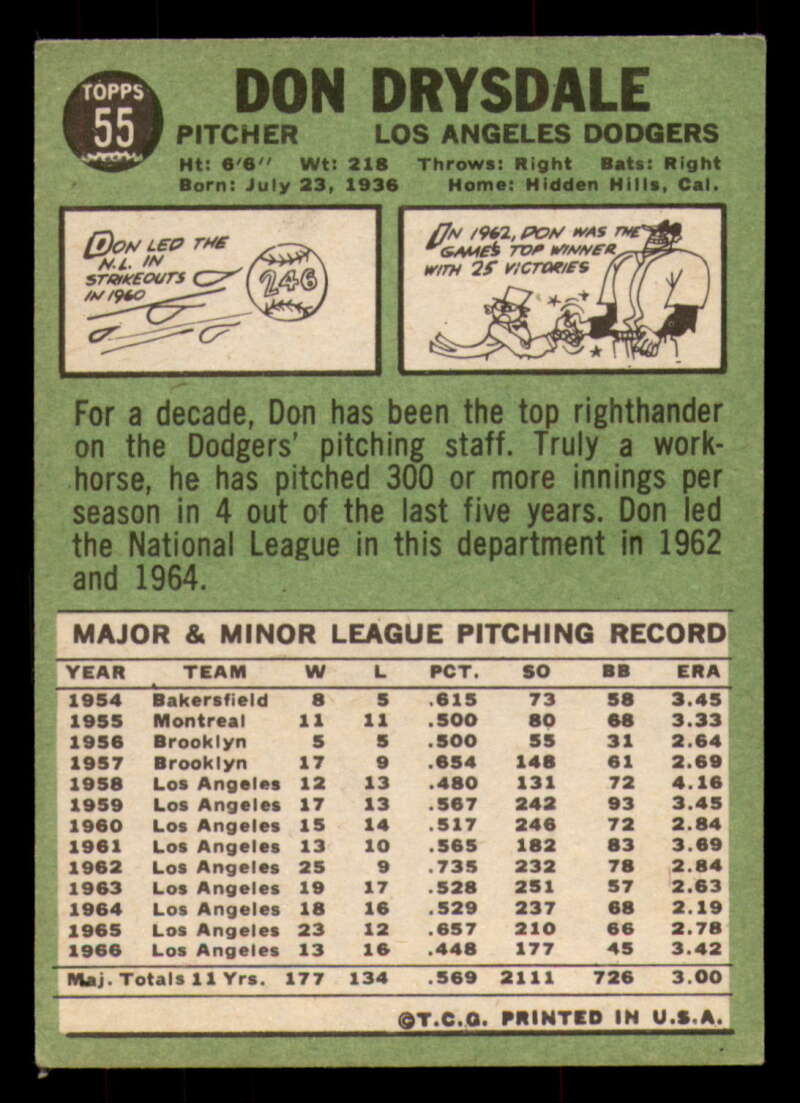 TOPPS
55
DON DRYSDALE
PITCHER LOS ANGELES DODGERS
Ht: 6'6" Wt: 218 Throws: Right Bats: Right
Born: July 23, 1936 Home: Hidden Hills, Cal.
DON LED THE
N.L. IN
STRIKEOUTS
IN 1960
246
IN 1962, DON WAS THE
GAME'S TOP WINNER
WITH 25 VICTORIES
For a decade, Don has been the top righthander
on the Dodgers' pitching staff. Truly a work-
horse, he has pitched 300 or more innings per
season in 4 out of the last five years. Don led
the National League in this department in 1962
and 1964.
MAJOR & MINOR LEAGUE PITCHING RECORD
YEAR TEAM W L PCT. SO BB ERA
1954 Bakersfield 8 5 .615 73 58 3.45
1955 Montreal 11 11 .500 80 68 3.33
1956 Brooklyn 5 5 .500 55 31 2.64
1957 Brooklyn 17 9 .654 148 61 2.69
1958 Los Angeles 12 13 .480 131 72 4.16
1959 Los Angeles 17 13 .567 242 93 3.45
1960 Los Angeles 15 14 .517 246 72 2.84
1961 Los Angeles 13 10 .565 182 83 3.69
1962 Los Angeles 25 9 .735 232 78 2.84
1963 Los Angeles 19 17 .528 251 57 2.63
1964 Los Angeles 18 16 .529 237 68 2.19
1965 Los Angeles 23 12 .657 210 66 2.78
1966 Los Angeles 13 16 .448 177 45 3.42
Maj. Totals 11 Yrs. 177 134 .569 2111 726 3.00
©T.C.G. PRINTED IN U.S.A.